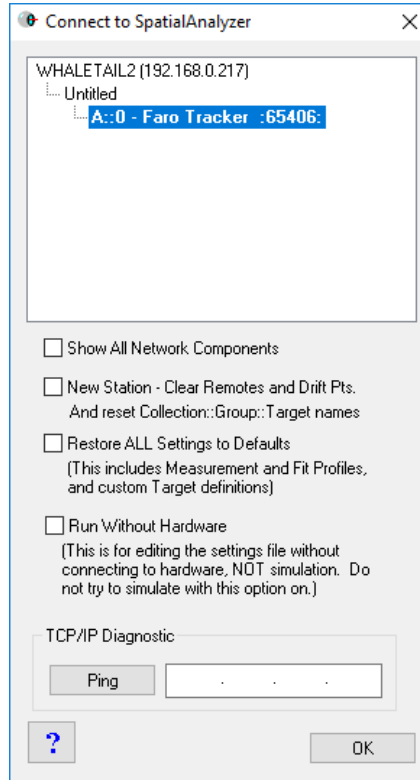 Connect to SpatialAnalyzer
WHALETAIL2 (192.168.0.217)
Untitled
A::0 - Faro Tracker :65406:
Show All Network Components
New Station - Clear Remotes and Drift Pts.
And reset Collection::Group::Target names
Restore ALL Settings to Defaults
(This includes Measurement and Fit Profiles,
and custom Target definitions)
Run Without Hardware
(This is for editing the settings file without
connecting to hardware, NOT simulation. Do
not try to simulate with this option on.)
TCP/IP Diagnostic
Ping
. . .
?
OK